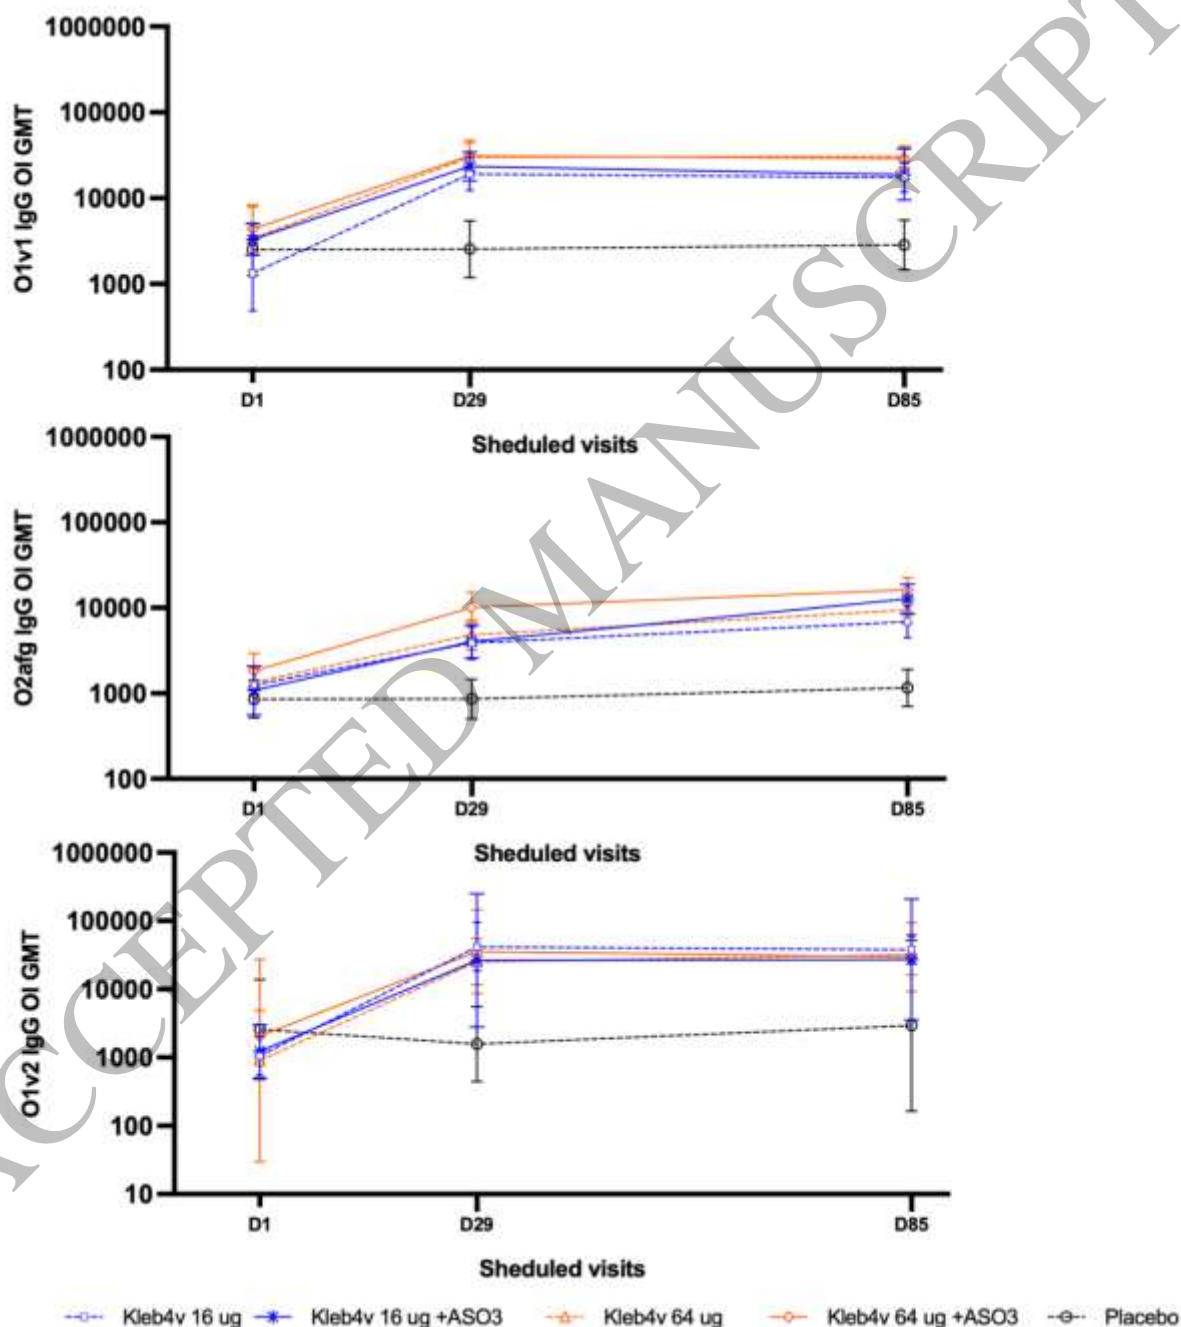 1000000
100000
10000
1000
100
O1v1 IgG OI GMT
D1 D29 D85
Sheduled visits
1000000
100000
10000
1000
100
O2afg IgG OI GMT
D1 D29 D85
Sheduled visits
1000000
100000
10000
1000
100
10
O1v2 IgG OI GMT
D1 D29 D85
Sheduled visits
Kleb4v 16 ug Kleb4v 16 ug +ASO3 Kleb4v 64 ug Kleb4v 64 ug +ASO3 Placebo
ACCEPTED MANUSCRIPT